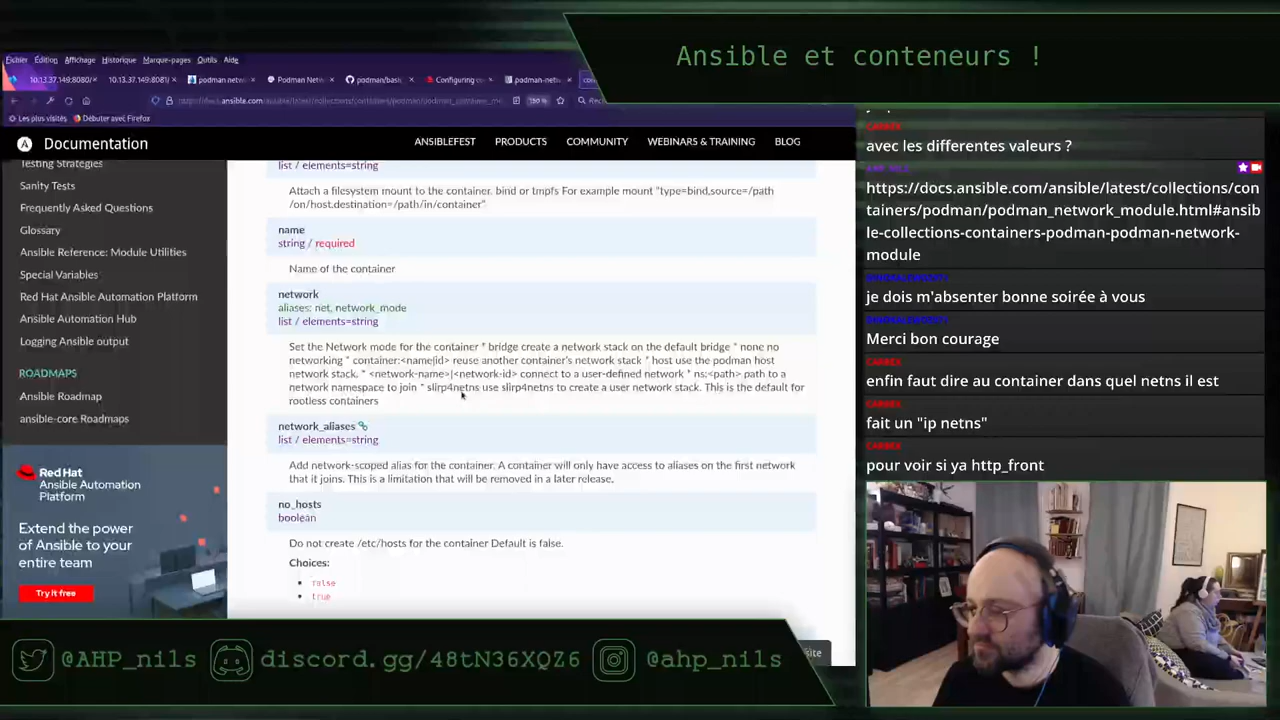 Ansible et conteneurs !
Fichier Édition Affichage Historique Marque-pages Outils Aide
10.13.37.149:8080/ 10.13.37.149:8081/ podman netw Podman Netw podman/basi Configuring co podman-netw
150 %
Les plus visités Débuter avec Firefox
Documentation
ANSIBLEFEST PRODUCTS COMMUNITY WEBINARS & TRAINING BLOG
Testing Strategies
Sanity Tests
Frequently Asked Questions
Glossary
Ansible Reference: Module Utilities
Special Variables
Red Hat Ansible Automation Platform
Ansible Automation Hub
Logging Ansible output
ROADMAPS
Ansible Roadmap
ansible-core Roadmaps
Red Hat
Ansible Automation
Platform
Extend the power
of Ansible to your
entire team
Try it free
list / elements=string
Attach a filesystem mount to the container. bind or tmpfs For example mount "type=bind,source=/path
/on/host,destination=/path/in/container"
name
string / required
Name of the container
network
aliases: net, network_mode
list / elements=string
Set the Network mode for the container * bridge create a network stack on the default bridge * none no
networking * container:<name|id> reuse another container's network stack * host use the podman host
network stack. * <network-name>|<network-id> connect to a user-defined network * ns:<path> path to a
network namespace to join * slirp4netns use slirp4netns to create a user network stack. This is the default for
rootless containers
network_aliases
list / elements=string
Add network-scoped alias for the container. A container will only have access to aliases on the first network
that it joins. This is a limitation that will be removed in a later release.
no_hosts
boolean
Do not create /etc/hosts for the container Default is false.
Choices:
false
true
site
CARBEX
avec les differentes valeurs ?
AHP_NILS
https://docs.ansible.com/ansible/latest/collections/con
tainers/podman/podman_network_module.html#ansib
le-collections-containers-podman-podman-network-
module
je dois m'absenter bonne soirée à vous
Merci bon courage
CARBEX
enfin faut dire au container dans quel netns il est
CARBEX
fait un "ip netns"
CARBEX
pour voir si ya http_front
@AHP_nils
discord.gg/48tN36XQZ6
@ahp_nils